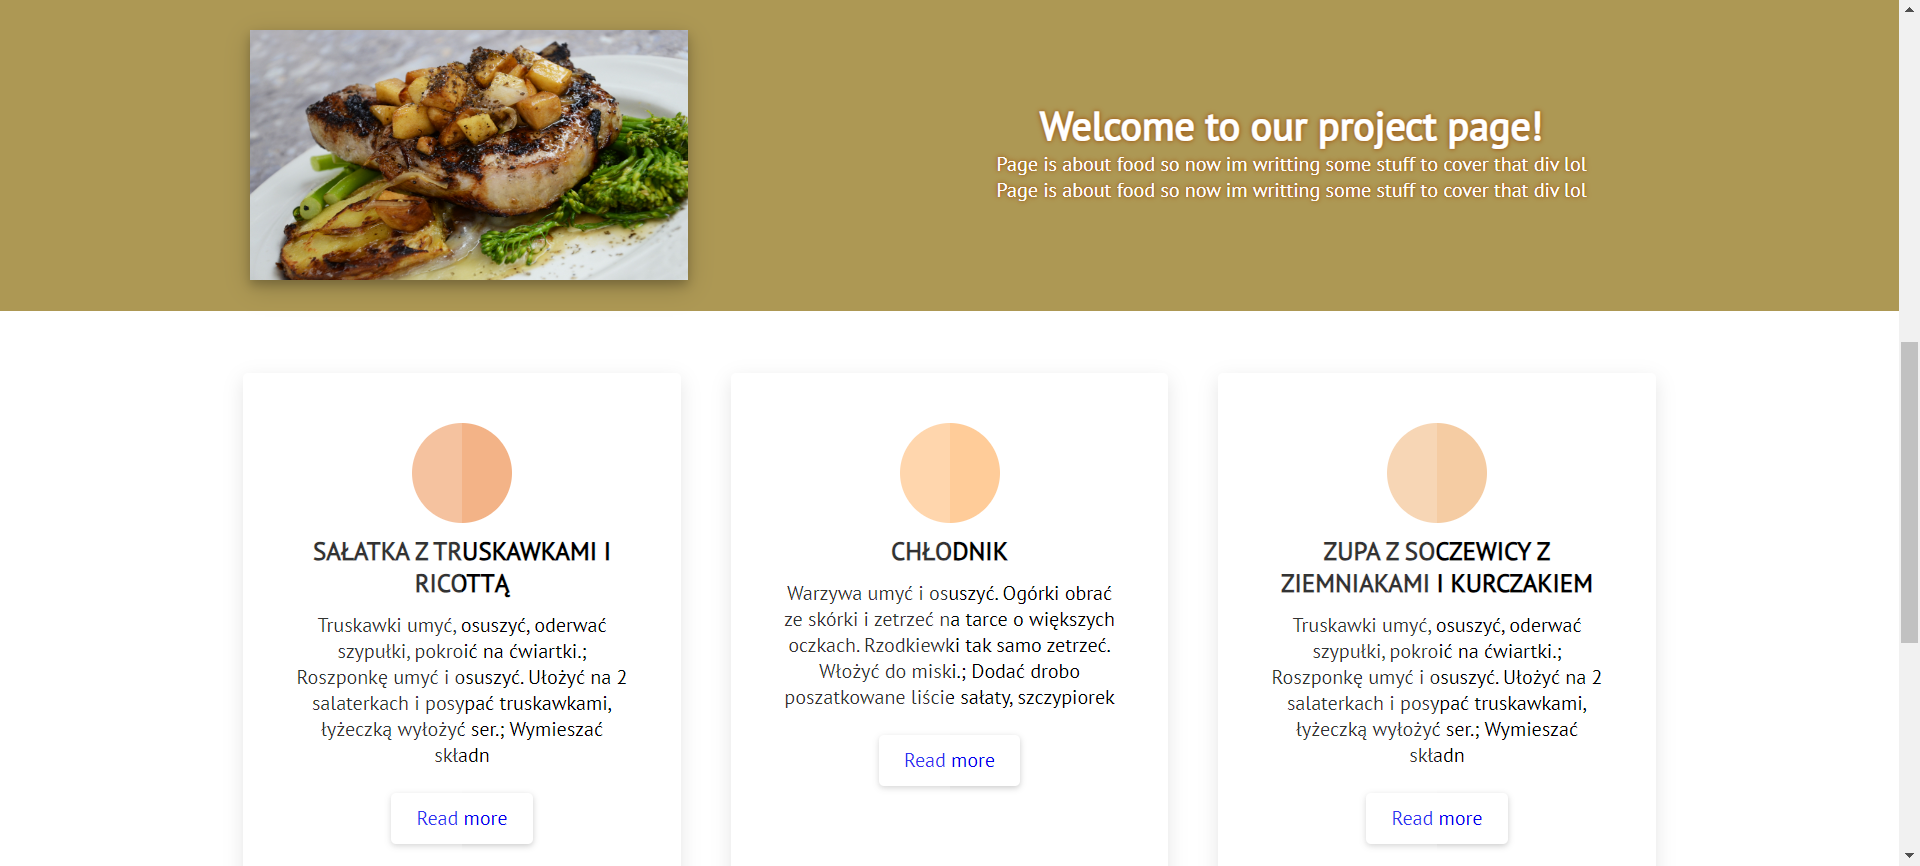 Welcome to our project page!
Page is about food so now im writting some stuff to cover that div lol
Page is about food so now im writting some stuff to cover that div lol
SAŁATKA Z TRUSKAWKAMI I
RICOTTĄ
Truskawki umyć, osuszyć, oderwać
szypułki, pokroić na ćwiartki.;
Roszponkę umyć i osuszyć. Ułożyć na 2
salaterkach i posypać truskawkami,
łyżeczką wyłożyć ser.; Wymieszać
składn
Read more
CHŁODNIK
Warzywa umyć i osuszyć. Ogórki obrać
ze skórki i zetrzeć na tarce o większych
oczkach. Rzodkiewki tak samo zetrzeć.
Włożyć do miski.; Dodać drobo
poszatkowane liście sałaty, szczypiorek
Read more
ZUPA Z SOCZEWICY Z
ZIEMNIAKAMI I KURCZAKIEM
Truskawki umyć, osuszyć, oderwać
szypułki, pokroić na ćwiartki.;
Roszponkę umyć i osuszyć. Ułożyć na 2
salaterkach i posypać truskawkami,
łyżeczką wyłożyć ser.; Wymieszać
składn
Read more